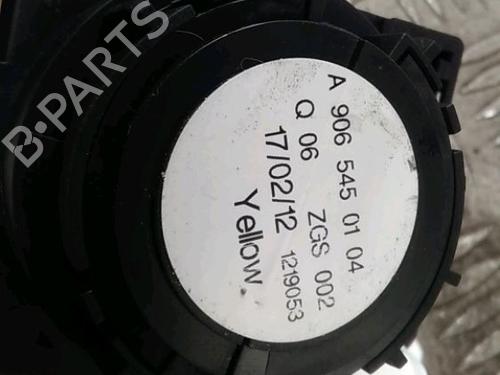 B-PARTS
A 906 545 01 04
Q 06 ZGS 002
17/02/12 1219053
Yellow